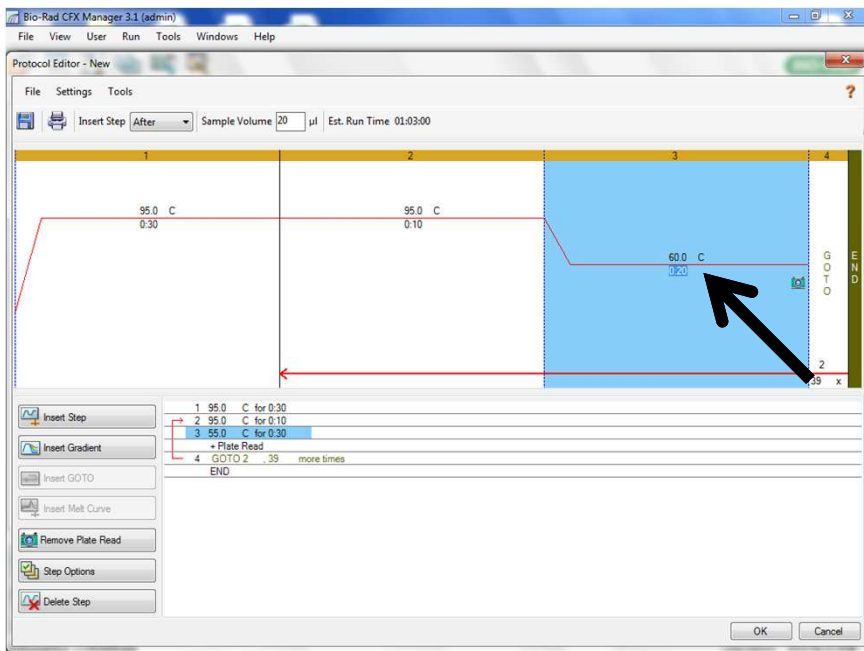 Bio-Rad CFX Manager 3.1 (admin)
File View User Run Tools Windows Help
Protocol Editor - New
File Settings Tools
?
Insert Step After Sample Volume 20 µl Est. Run Time 01:03:00
1 2 3 4
95.0 C 95.0 C
0:30 0:10
60.0 C
0:20
GOTO
END
2
39 x
Insert Step
Insert Gradient
Insert GOTO
Insert Melt Curve
Remove Plate Read
Step Options
Delete Step
1 95.0 C for 0:30
2 95.0 C for 0:10
3 55.0 C for 0:30
+ Plate Read
4 GOTO 2 , 39 more times
END
OK Cancel